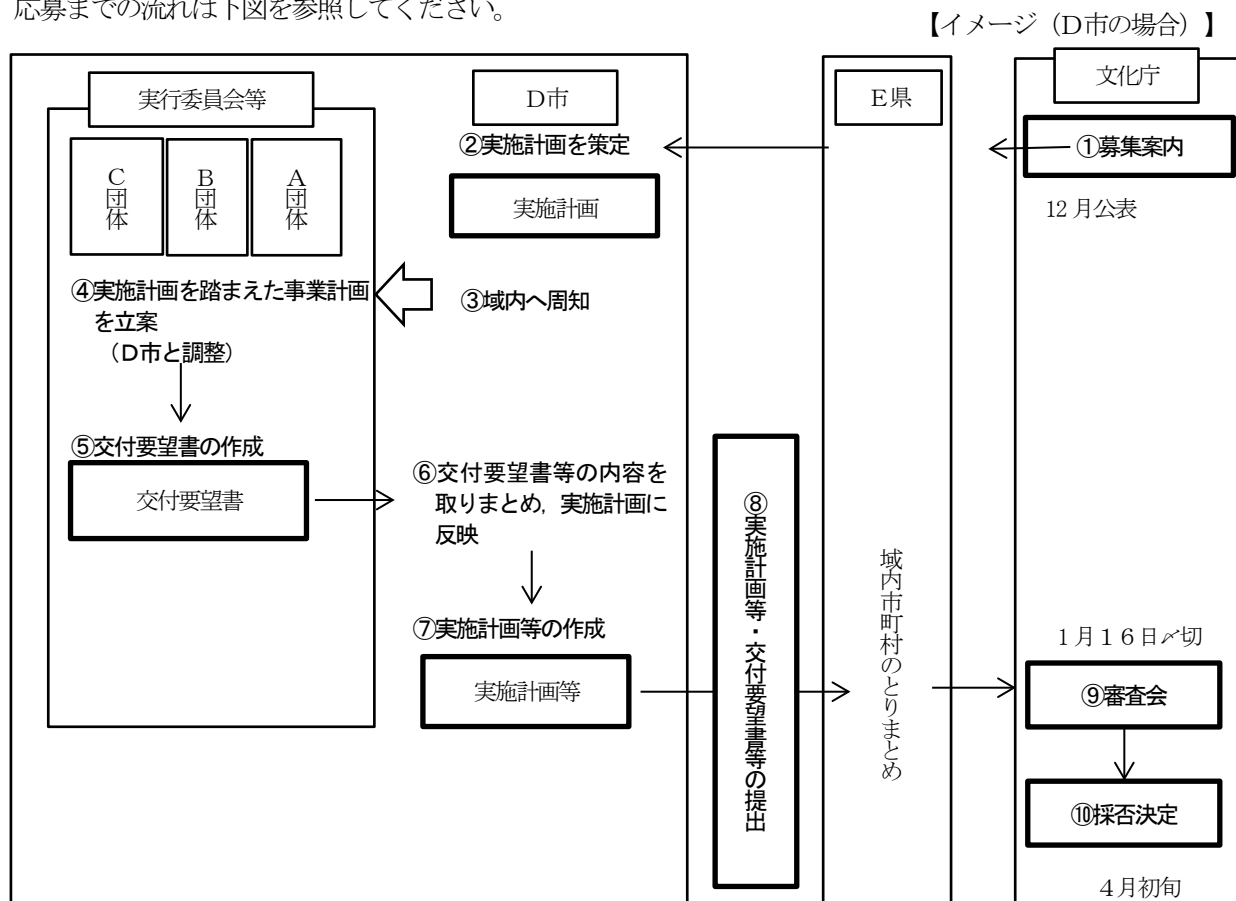 応募までの流れは下図を参照してください。
【イメージ（D市の場合）】
実行委員会等
D市
E県
文化庁
C団体
B団体
A団体
①募集案内
12月公表
②実施計画を策定
実施計画
③域内へ周知
④実施計画を踏まえた事業計画
を立案
（D市と調整）
⑤交付要望書の作成
交付要望書
⑥交付要望書等の内容を
取りまとめ，実施計画に
反映
⑦実施計画等の作成
実施計画等
⑧実施計画等・交付要望書等の提出
域内市町村のとりまとめ
1月16日〆切
⑨審査会
⑩採否決定
4月初旬